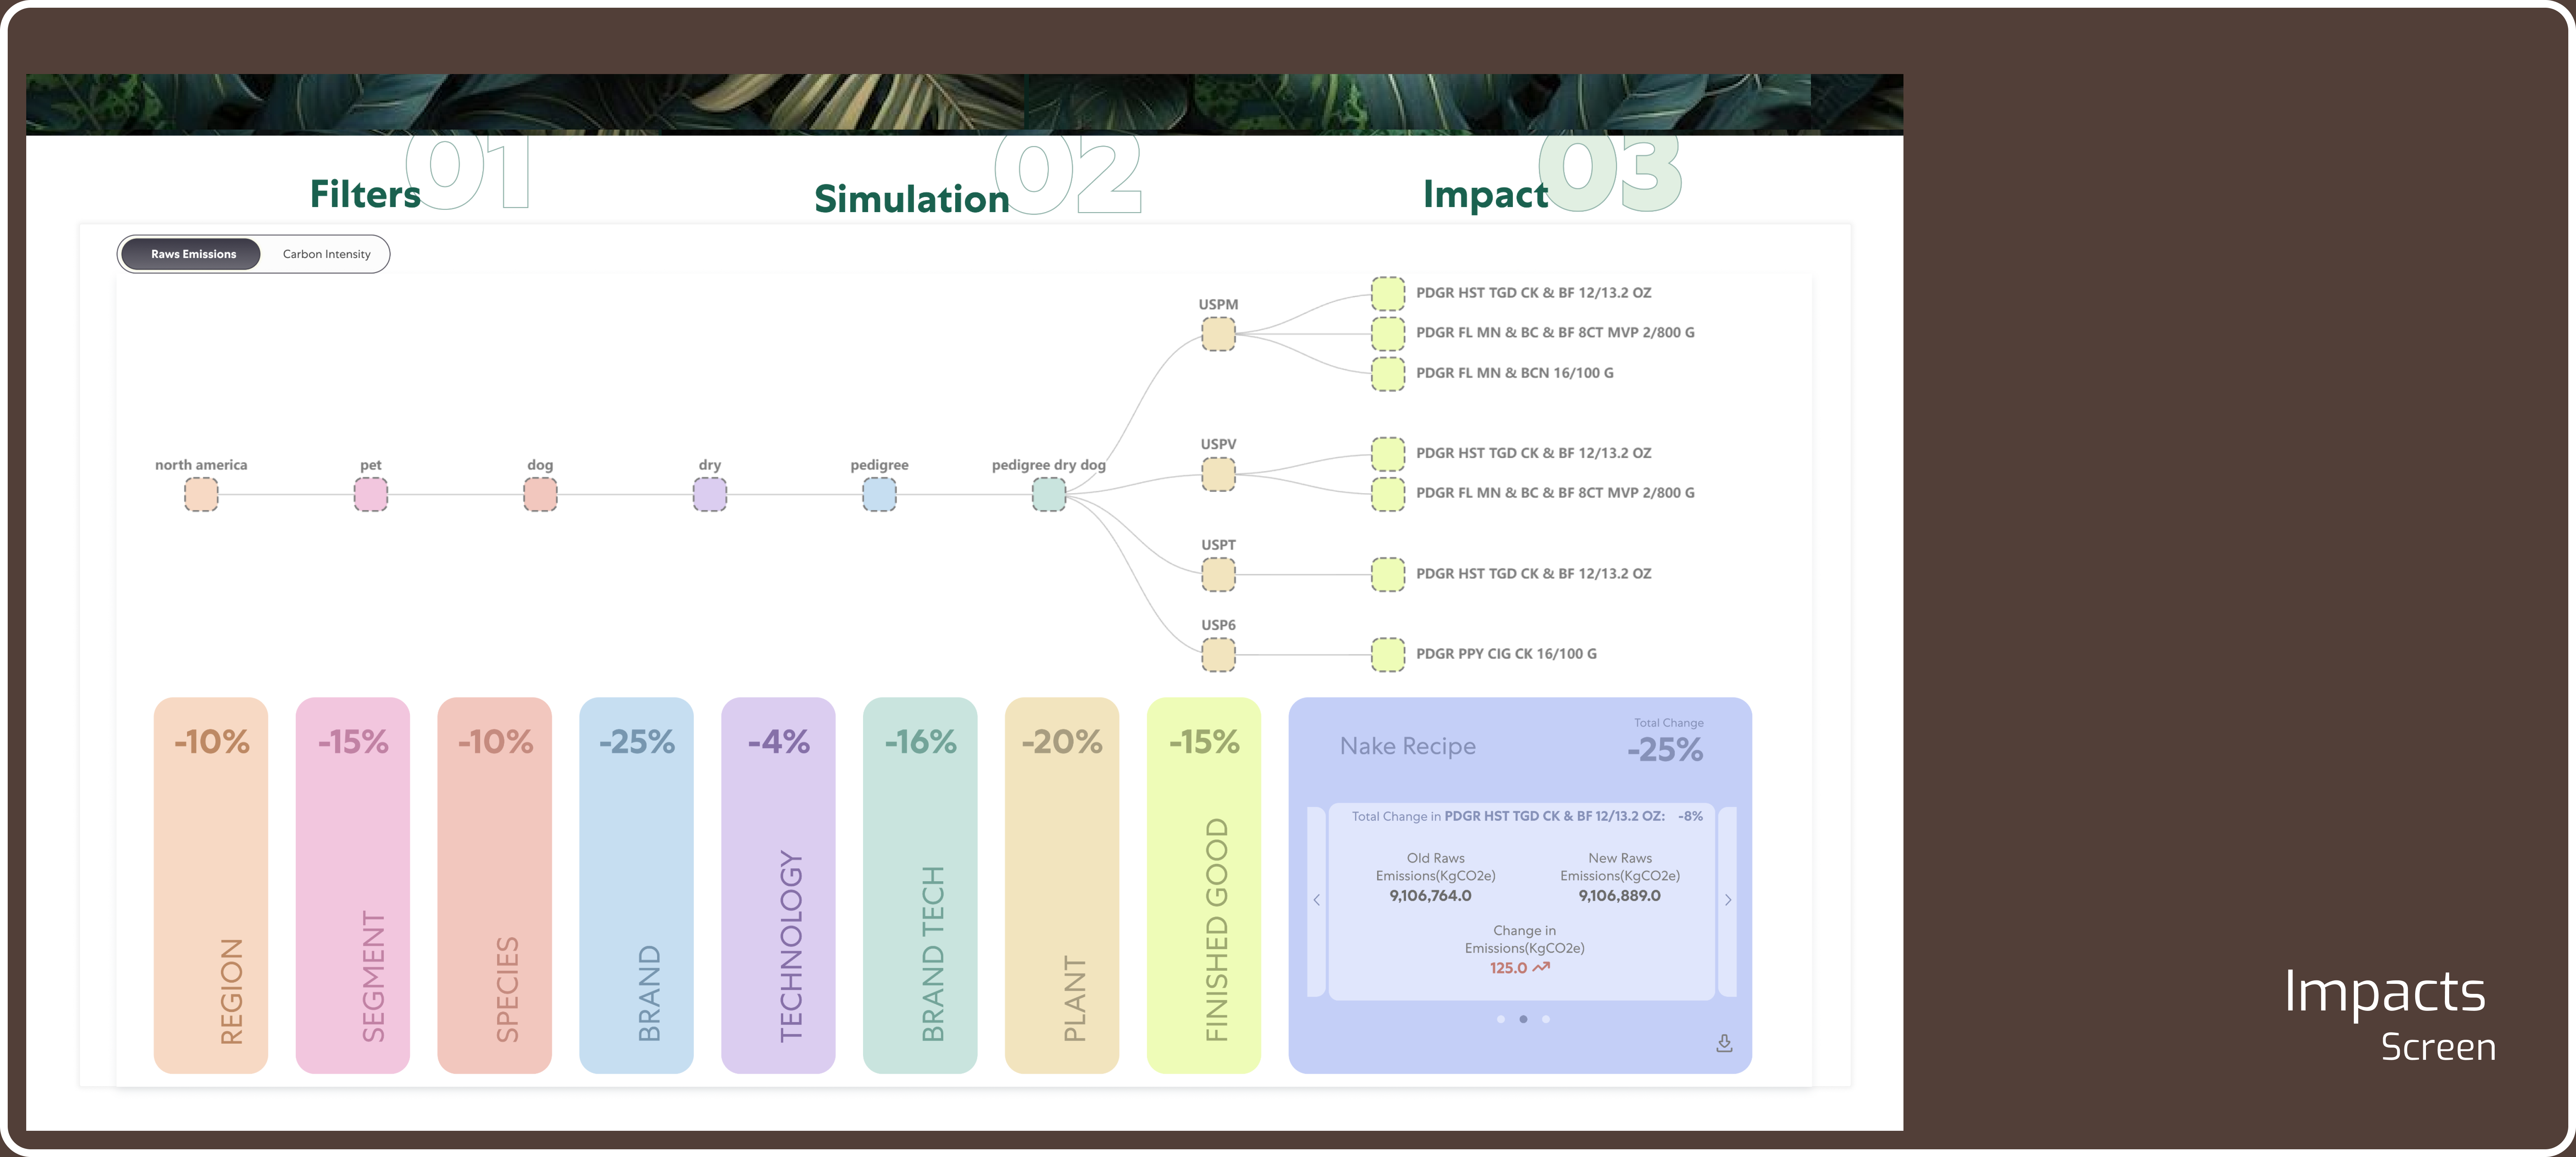 01
Filters
02
Simulation
03
Impact
Raws Emissions
Carbon Intensity
north america
pet
dog
dry
pedigree
pedigree dry dog
USPM
PDGR HST TGD CK & BF 12/13.2 OZ
PDGR FL MN & BC & BF 8CT MVP 2/800 G
PDGR FL MN & BCN 16/100 G
USPV
PDGR HST TGD CK & BF 12/13.2 OZ
PDGR FL MN & BC & BF 8CT MVP 2/800 G
USPT
PDGR HST TGD CK & BF 12/13.2 OZ
USP6
PDGR PPY CIG CK 16/100 G
-10%
REGION
-15%
SEGMENT
-10%
SPECIES
-25%
BRAND
-4%
TECHNOLOGY
-16%
BRAND TECH
-20%
PLANT
-15%
FINISHED GOOD
Nake Recipe
Total Change
-25%
Total Change in PDGR HST TGD CK & BF 12/13.2 OZ: -8%
Old Raws
Emissions(KgCO2e)
9,106,764.0
New Raws
Emissions(KgCO2e)
9,106,889.0
Change in
Emissions(KgCO2e)
125.0
Impacts
Screen